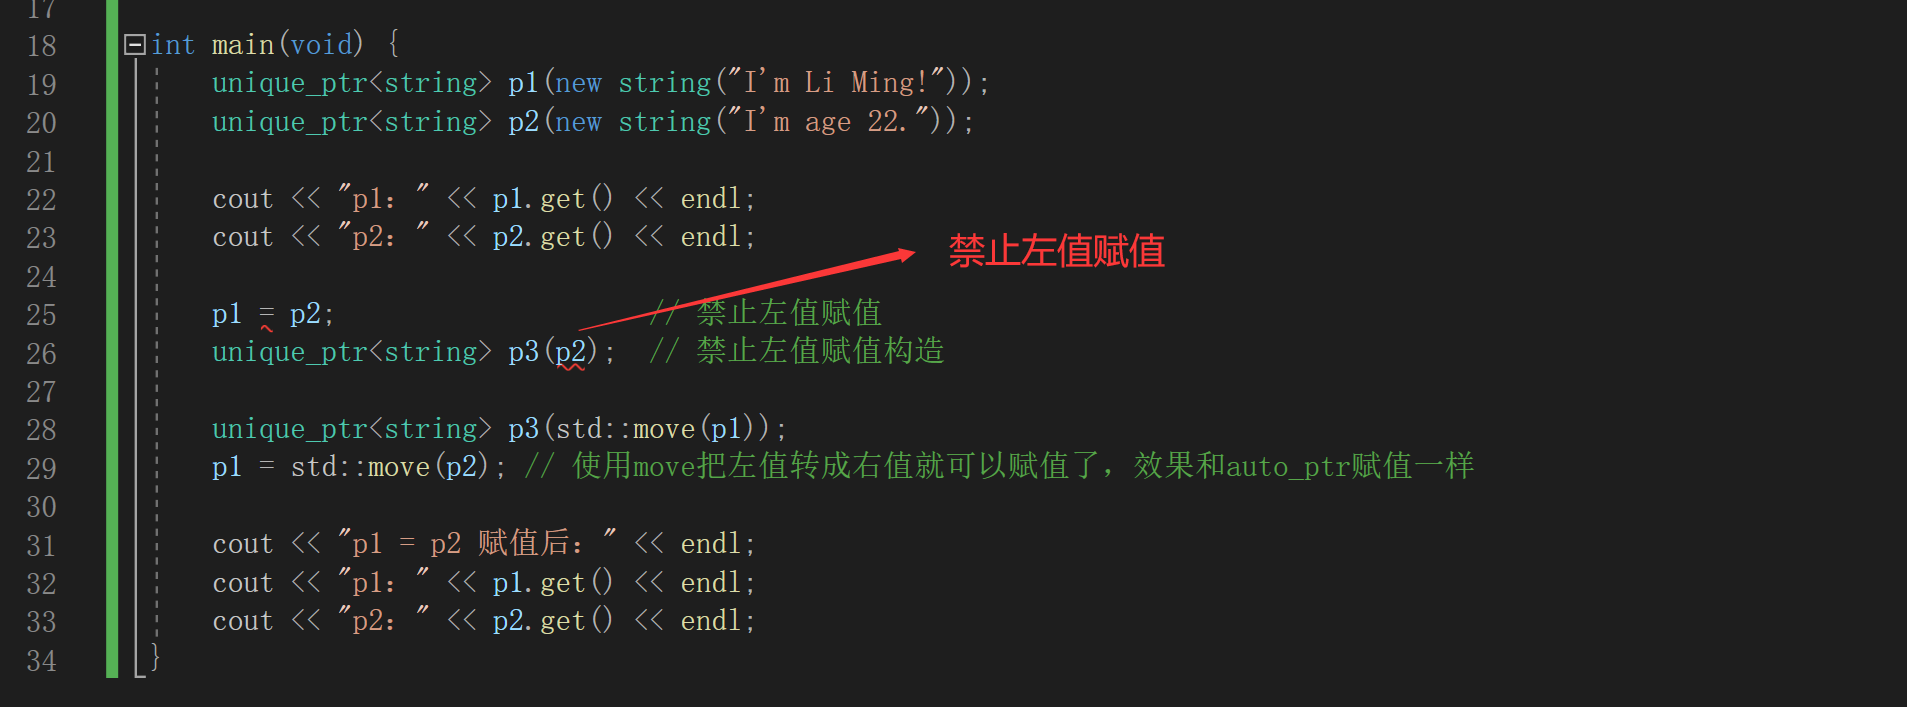 17
18 int main(void) {
19 unique_ptr<string> p1(new string("I'm Li Ming!"));
20 unique_ptr<string> p2(new string("I'm age 22."));
21
22 cout << "p1：" << p1.get() << endl;
23 cout << "p2：" << p2.get() << endl;
禁止左值赋值
24
25 p1 = p2; // 禁止左值赋值
26 unique_ptr<string> p3(p2); // 禁止左值赋值构造
27
28 unique_ptr<string> p3(std::move(p1));
29 p1 = std::move(p2); // 使用move把左值转成右值就可以赋值了，效果和auto_ptr赋值一样
30
31 cout << "p1 = p2 赋值后：" << endl;
32 cout << "p1：" << p1.get() << endl;
33 cout << "p2：" << p2.get() << endl;
34 }